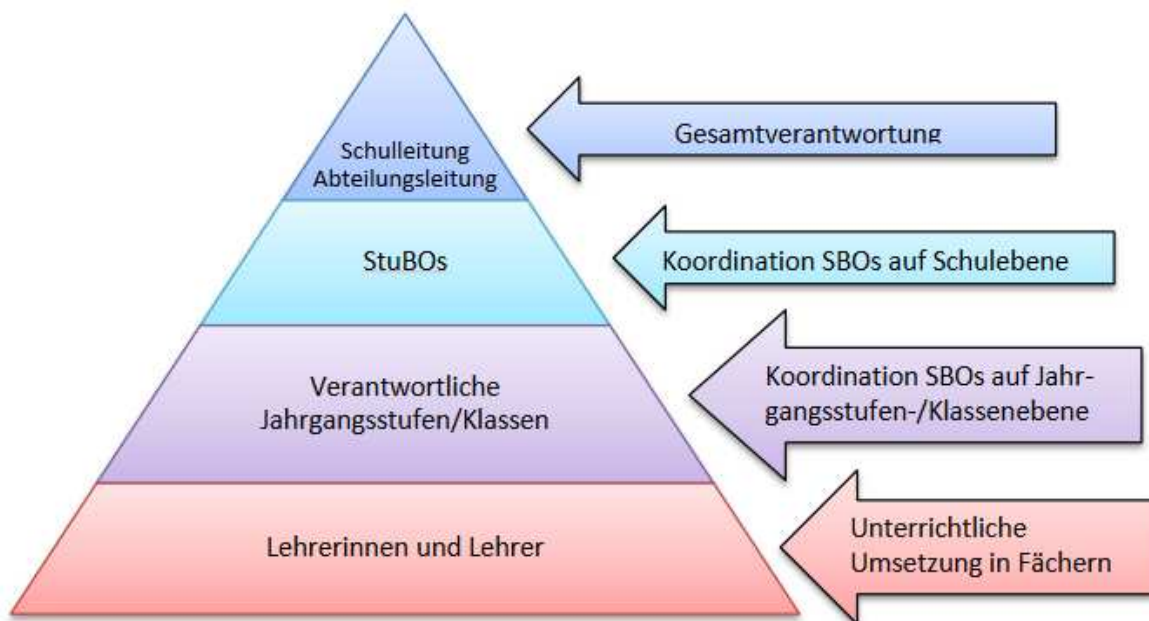 Schulleitung
Abteilungsleitung
Gesamtverantwortung
StuBOs
Koordination SBOs auf Schulebene
Verantwortliche
Jahrgangsstufen/Klassen
Koordination SBOs auf Jahr-
gangsstufen-/Klassenebene
Lehrerinnen und Lehrer
Unterrichtliche
Umsetzung in Fächern